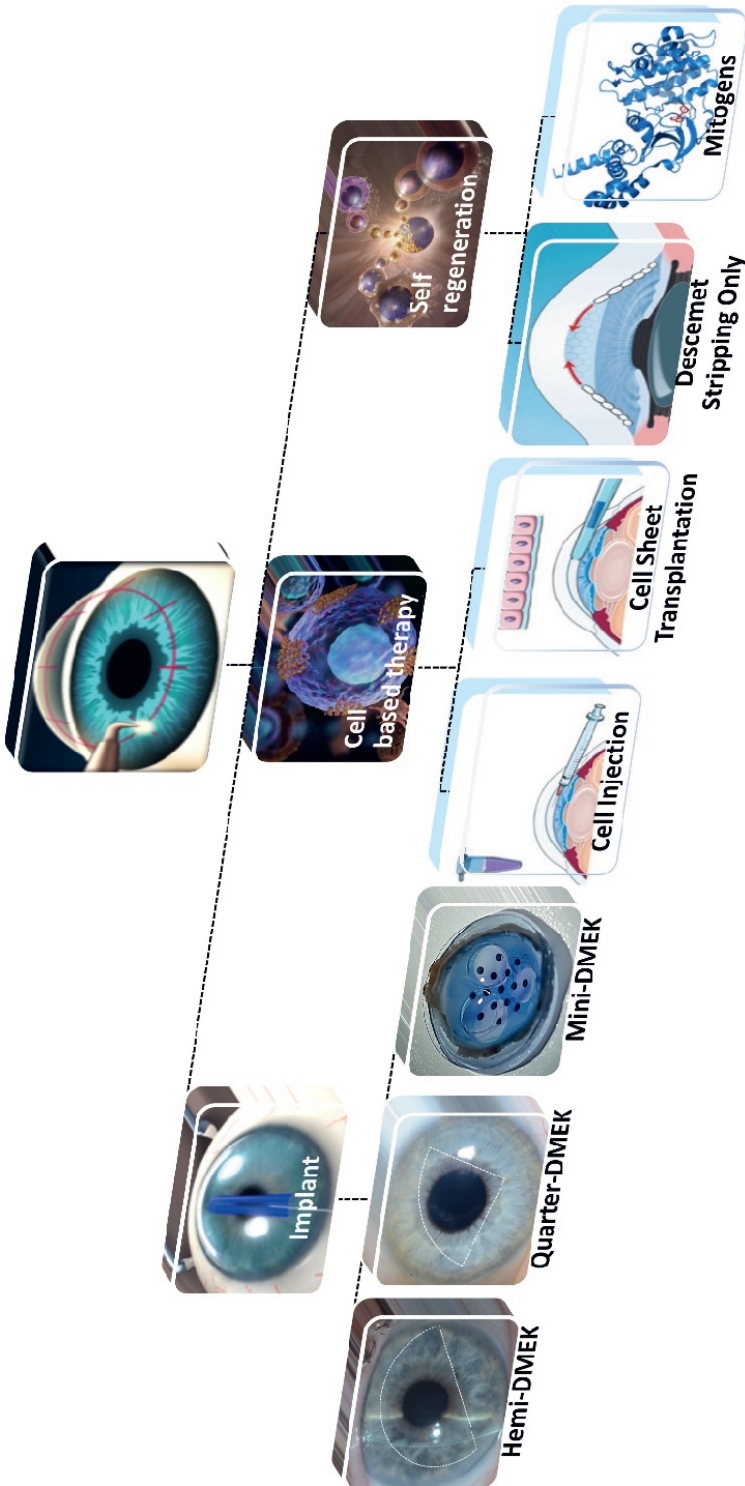 Implant
Cell
based therapy
Self
regeneration
Hemi-DMEK
Quarter-DMEK
Mini-DMEK
Cell Injection
Cell Sheet
Transplantation
Descemet
Stripping Only
Mitogens